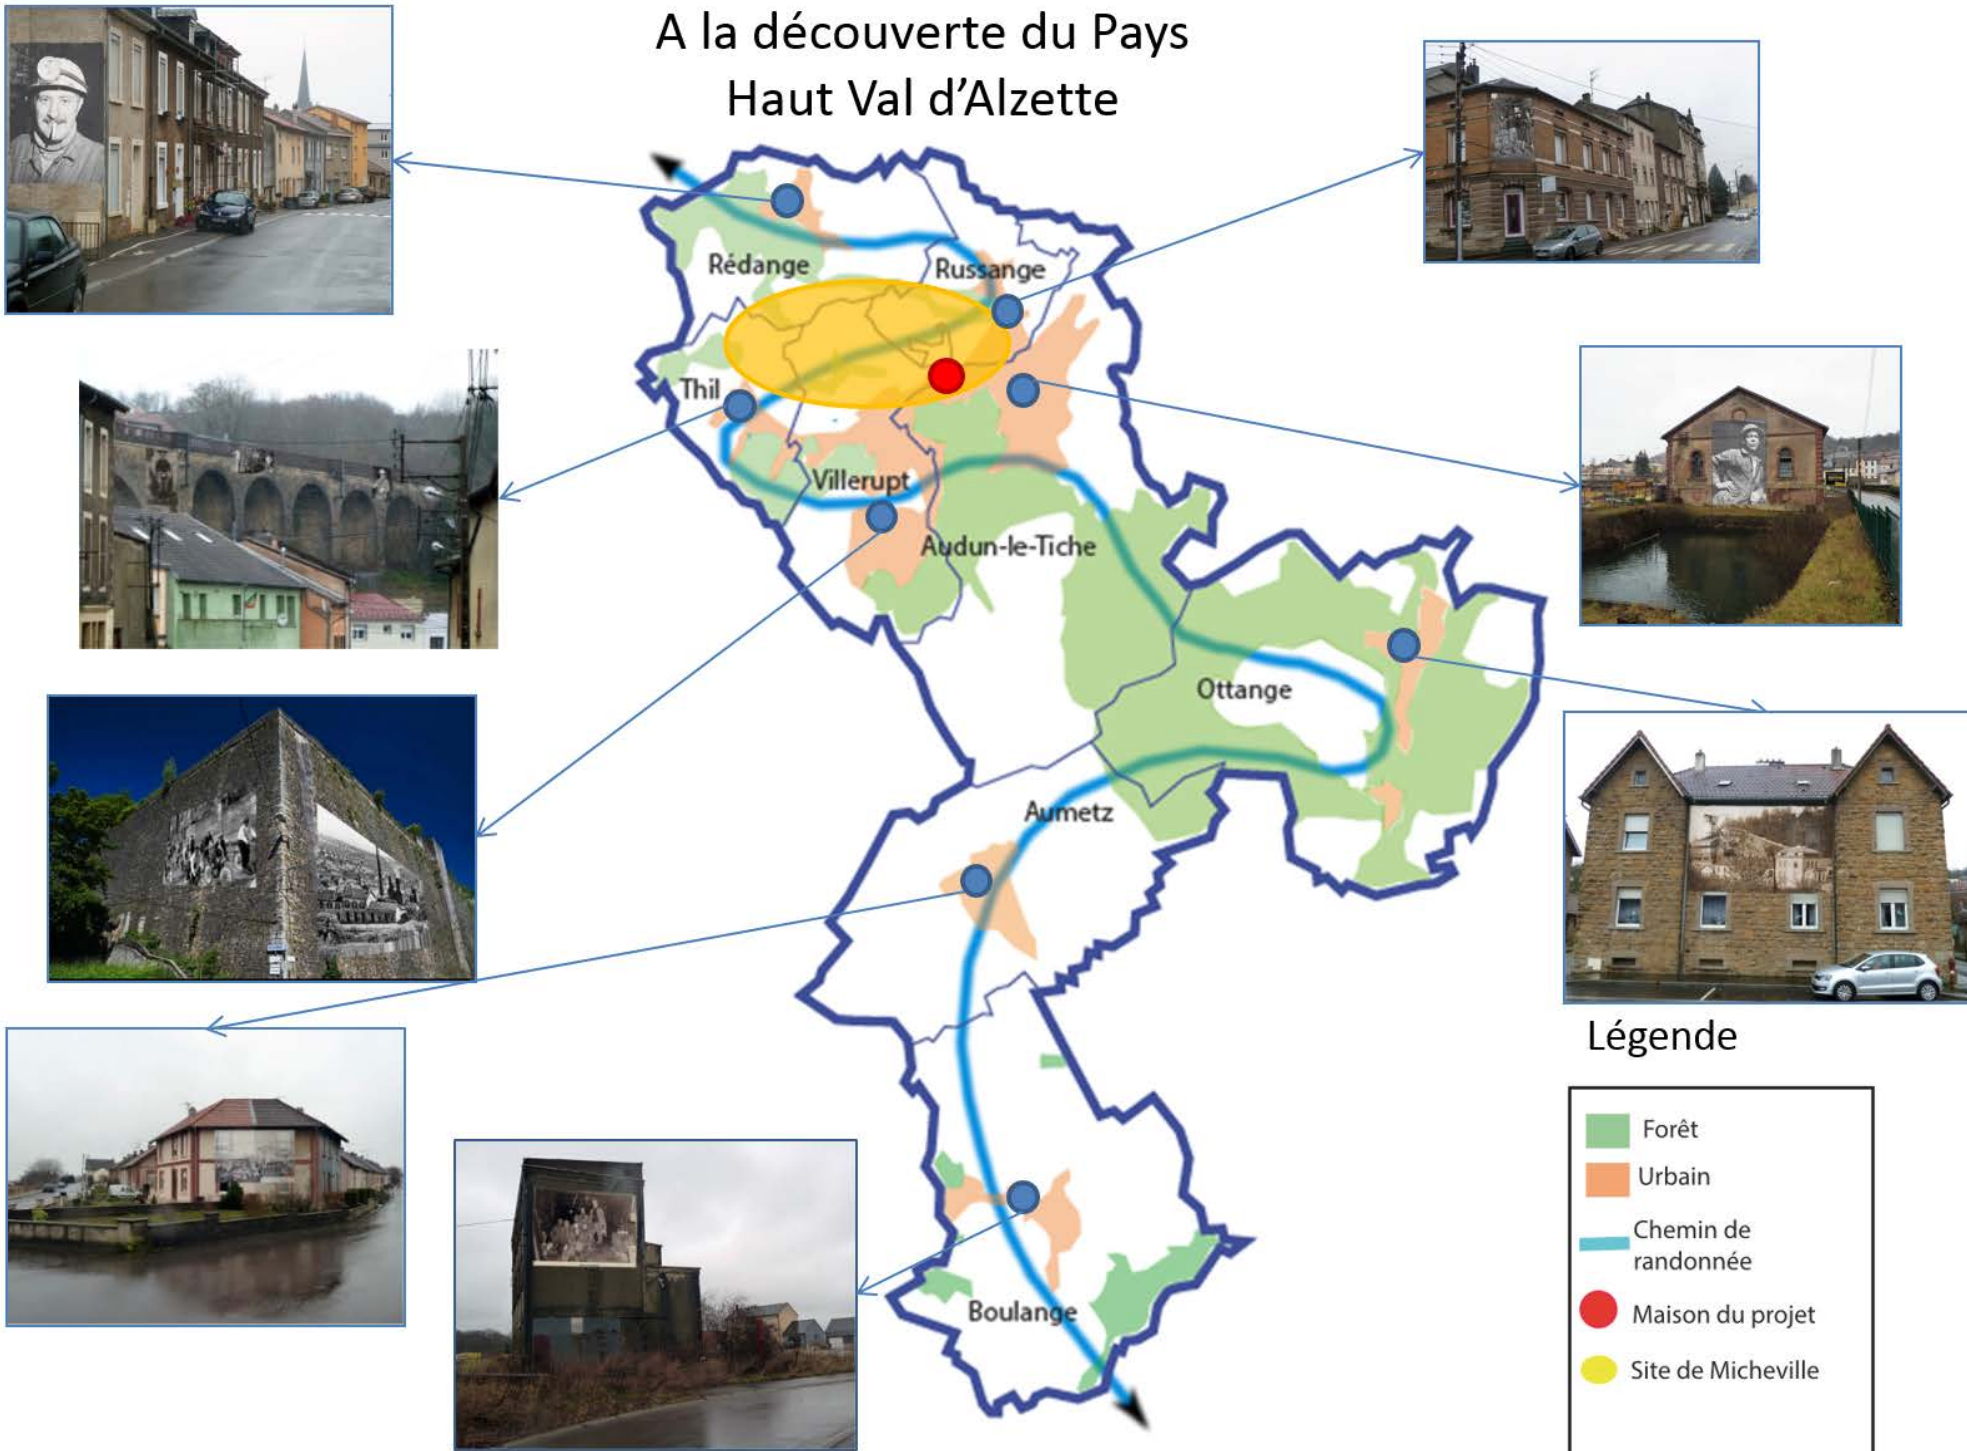 A la découverte du Pays
Haut Val d'Alzette
Rédange
Russange
Thil
Villerupt
Audun-le-Tiche
Ottange
Aumetz
Boulange
Légende
Forêt
Urbain
Chemin de
randonnée
Maison du projet
Site de Micheville